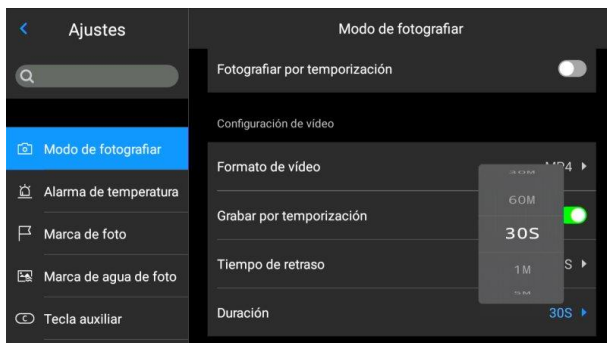 Ajustes
Modo de fotografiar
Fotografiar por temporización
Configuración de vídeo
Modo de fotografiar
Formato de vídeo
MP4
Alarma de temperatura
60M
Grabar por temporización
30S
Marca de foto
Tiempo de retraso
S
1M
Marca de agua de foto
Duración
30S
Tecla auxiliar